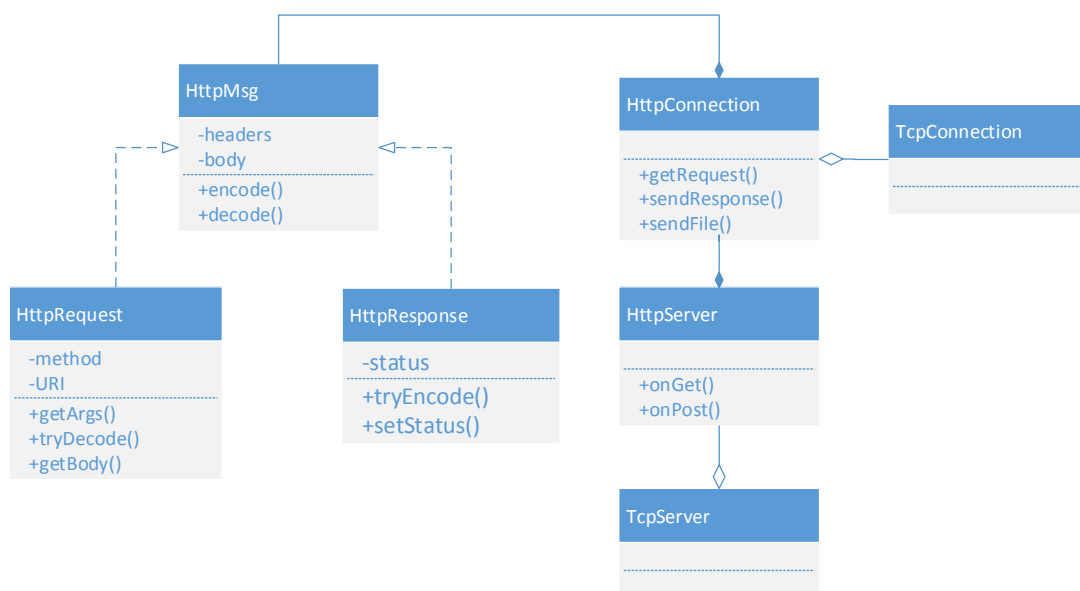 HttpMsg
-headers
-body
+encode()
+decode()
HttpConnection
+getRequest()
+sendResponse()
+sendFile()
TcpConnection
HttpRequest
-method
-URI
+getArgs()
+tryDecode()
+getBody()
HttpResponse
-status
+tryEncode()
+setStatus()
HttpServer
+onGet()
+onPost()
TcpServer